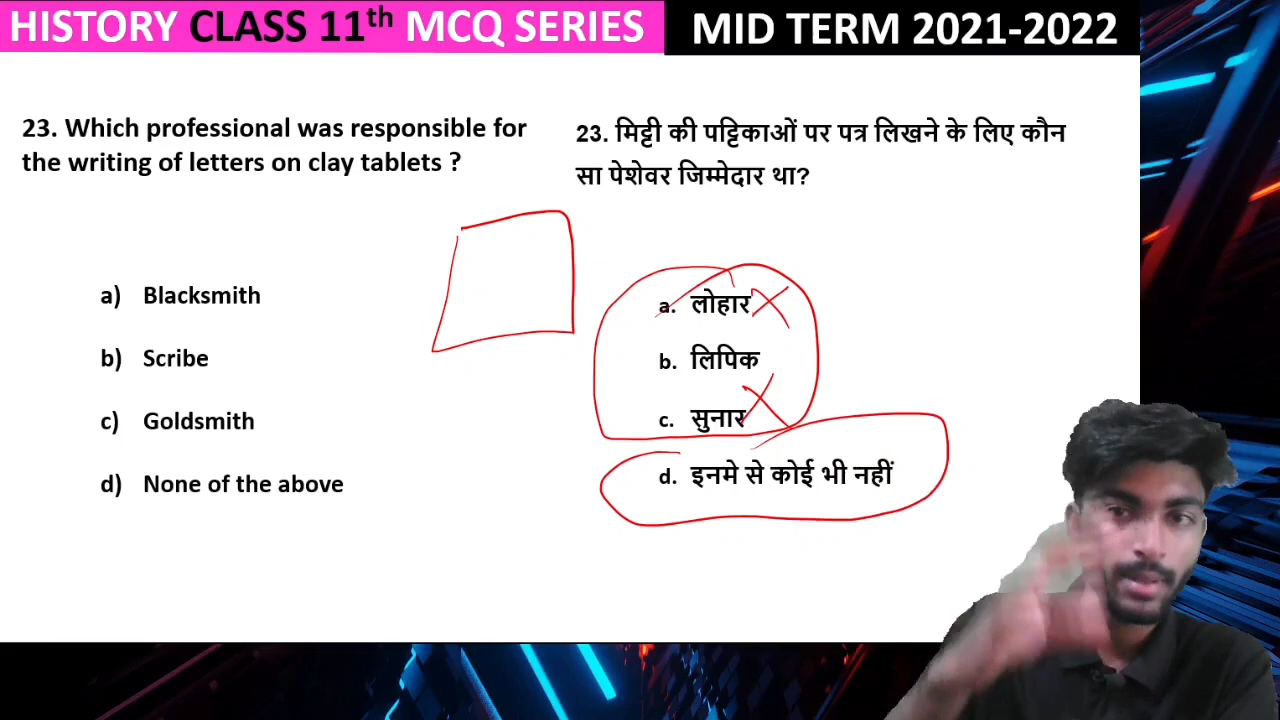 HISTORY CLASS 11th MCQ SERIES
MID TERM 2021-2022
23. Which professional was responsible for
the writing of letters on clay tablets ?
a) Blacksmith
b) Scribe
c) Goldsmith
d) None of the above
23. मिट्टी की पट्टिकाओं पर पत्र लिखने के लिए कौन
सा पेशेवर जिम्मेदार था?
a. लोहार
b. लिपिक
c. सुनार
d. इनमे से कोई भी नहीं